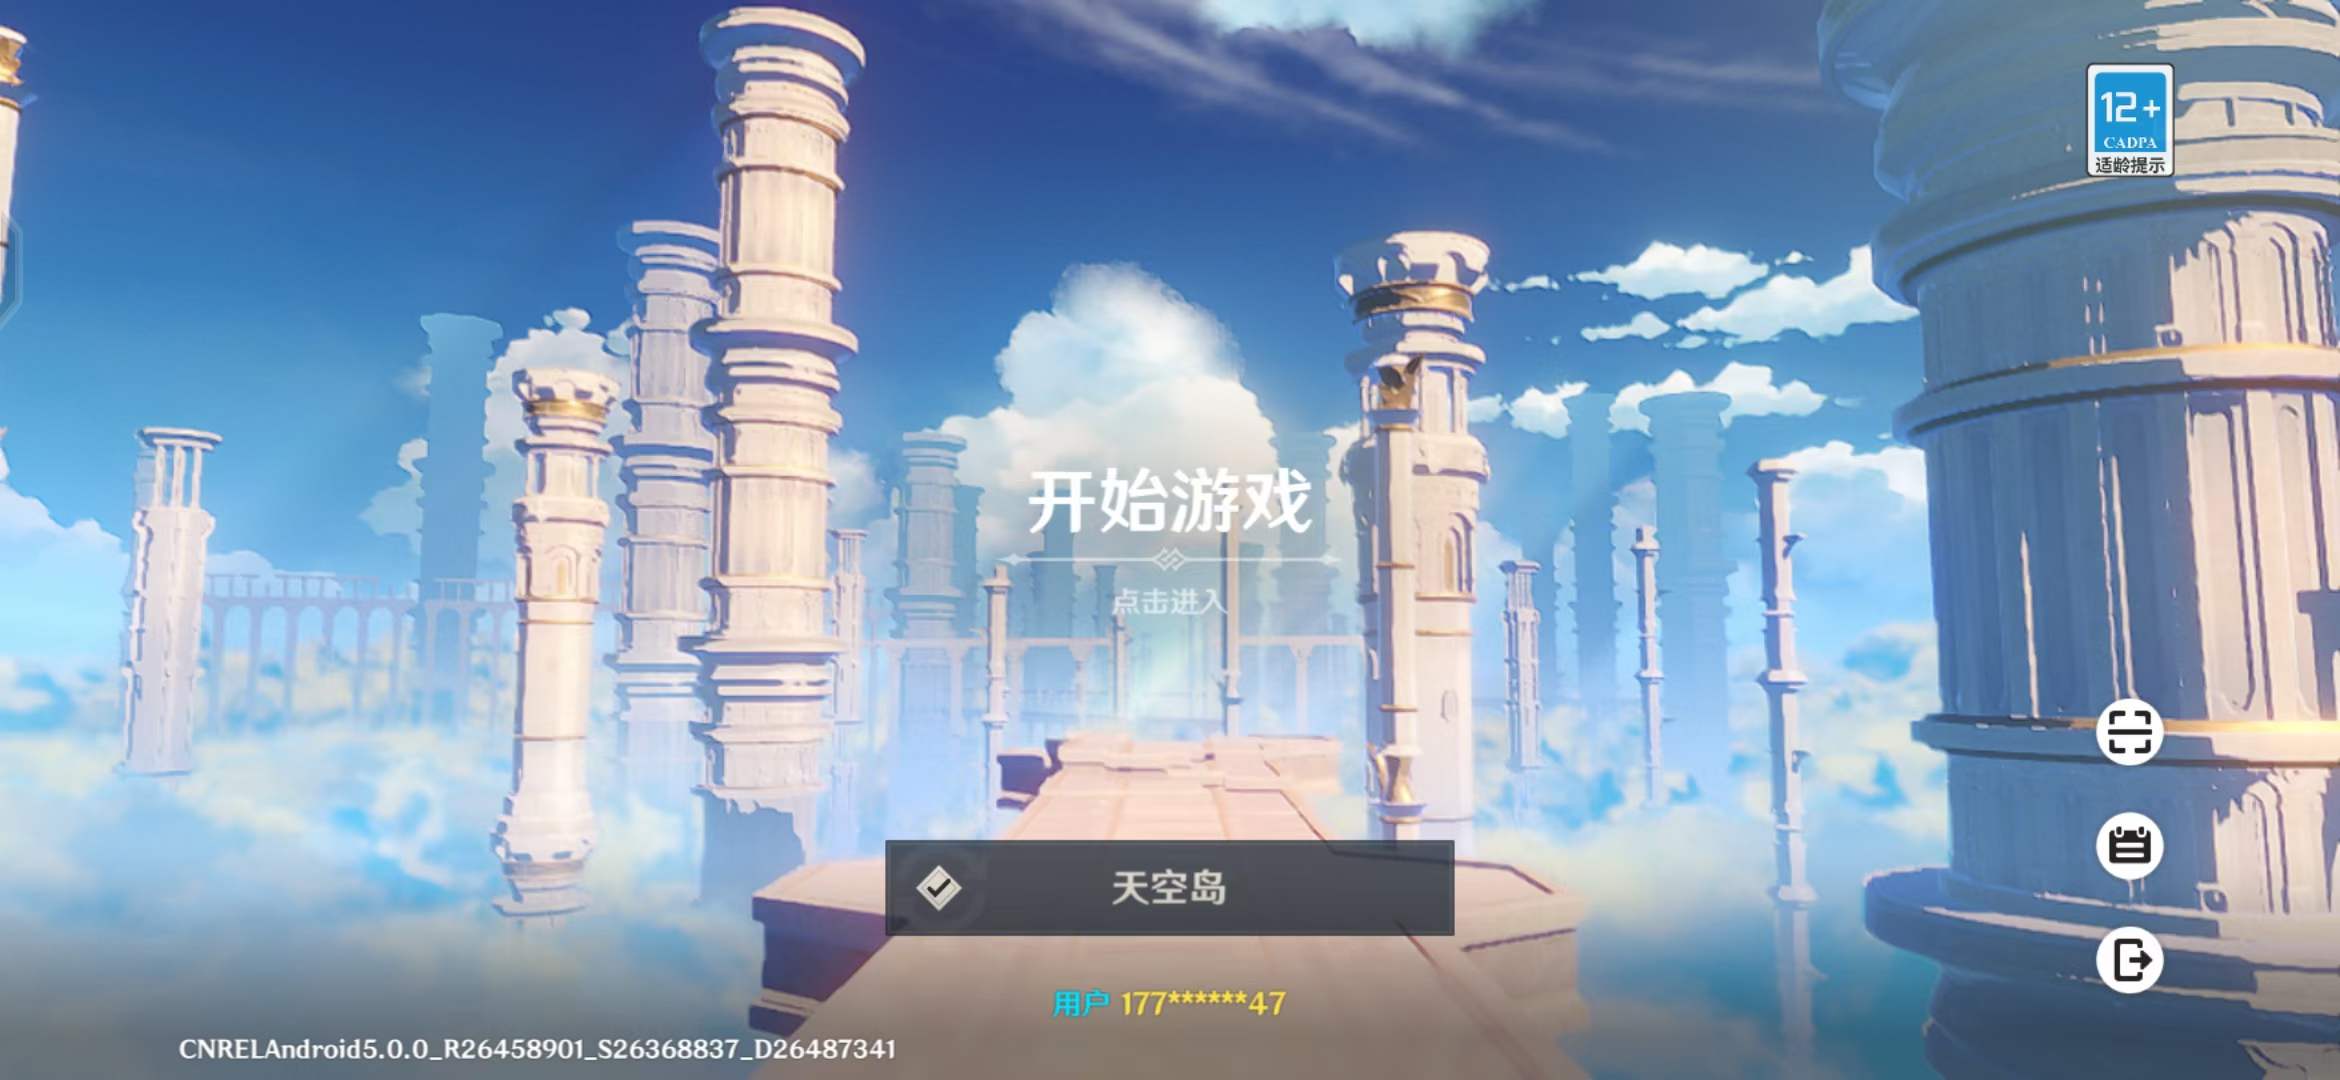 12+
CADPA
适龄提示
开始游戏
点击进入
天空岛
用户 177******47
CNRELAndroid5.0.0_R26458901_S26368837_D26487341